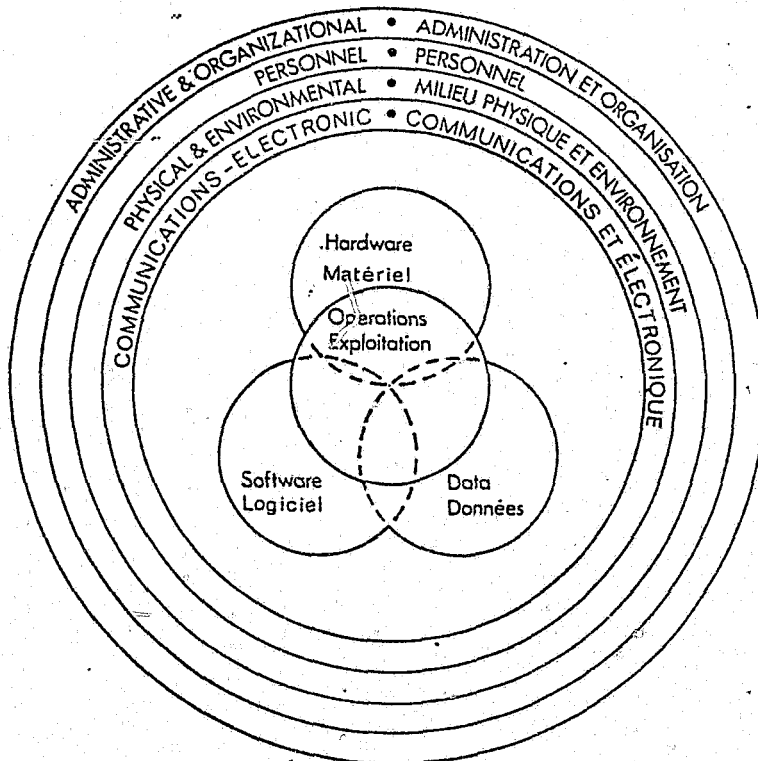 ADMINISTRATIVE & ORGANIZATIONAL • ADMINISTRATION ET ORGANISATION
PERSONNEL • PERSONNEL
PHYSICAL & ENVIRONMENTAL • MILIEU PHYSIQUE ET ENVIRONNEMENT
COMMUNICATIONS-ELECTRONIC • COMMUNICATIONS ET ÉLECTRONIQUE
Hardware
Matériel
Operations
Exploitation
Software
Logiciel
Data
Données